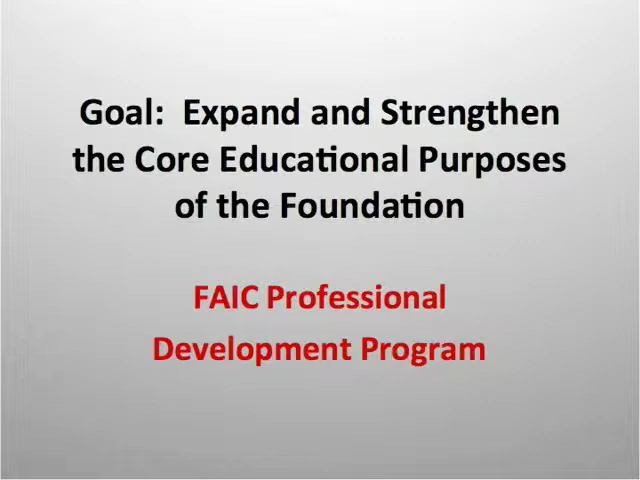 Goal:  Expand and Strengthen
the Core Educational Purposes
of the Foundation
FAIC Professional
Development Program